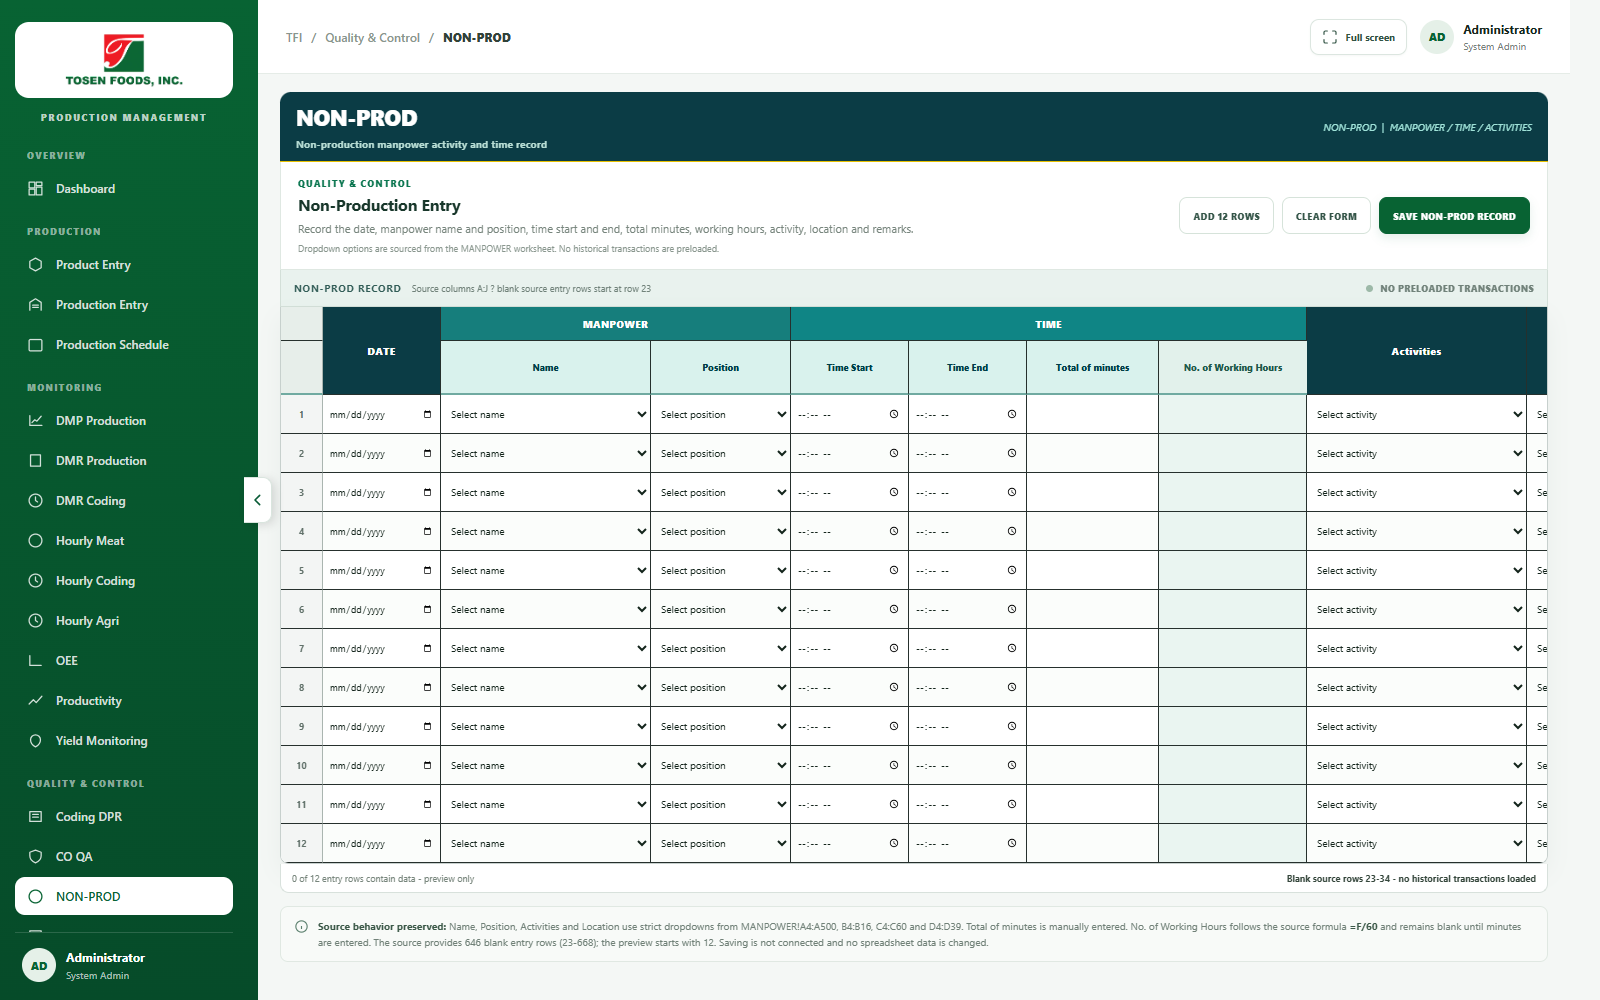 TOSEN FOODS, INC.
PRODUCTION MANAGEMENT
OVERVIEW
Dashboard
PRODUCTION
Product Entry
Production Entry
Production Schedule
MONITORING
DMP Production
DMR Production
DMR Coding
Hourly Meat
Hourly Coding
Hourly Agri
OEE
Productivity
Yield Monitoring
QUALITY & CONTROL
Coding DPR
CO QA
NON-PROD
AD Administrator
System Admin
TFI / Quality & Control / NON-PROD
Full screen
AD Administrator
System Admin
NON-PROD
Non-production manpower activity and time record
NON-PROD | MANPOWER / TIME / ACTIVITIES
QUALITY & CONTROL
Non-Production Entry
Record the date, manpower name and position, time start and end, total minutes, working hours, activity, location and remarks.
Dropdown options are sourced from the MANPOWER worksheet. No historical transactions are preloaded.
ADD 12 ROWS CLEAR FORM SAVE NON-PROD RECORD
NON-PROD RECORD Source columns A:J ? blank source entry rows start at row 23 NO PRELOADED TRANSACTIONS
DATE MANPOWER TIME Activities
Name Position Time Start Time End Total of minutes No. of Working Hours
1 mm/dd/yyyy Select name Select position --:-- -- --:-- -- Select activity Se
2 mm/dd/yyyy Select name Select position --:-- -- --:-- -- Select activity Se
3 mm/dd/yyyy Select name Select position --:-- -- --:-- -- Select activity Se
4 mm/dd/yyyy Select name Select position --:-- -- --:-- -- Select activity Se
5 mm/dd/yyyy Select name Select position --:-- -- --:-- -- Select activity Se
6 mm/dd/yyyy Select name Select position --:-- -- --:-- -- Select activity Se
7 mm/dd/yyyy Select name Select position --:-- -- --:-- -- Select activity Se
8 mm/dd/yyyy Select name Select position --:-- -- --:-- -- Select activity Se
9 mm/dd/yyyy Select name Select position --:-- -- --:-- -- Select activity Se
10 mm/dd/yyyy Select name Select position --:-- -- --:-- -- Select activity Se
11 mm/dd/yyyy Select name Select position --:-- -- --:-- -- Select activity Se
12 mm/dd/yyyy Select name Select position --:-- -- --:-- -- Select activity Se
0 of 12 entry rows contain data - preview only Blank source rows 23-34 - no historical transactions loaded
Source behavior preserved: Name, Position, Activities and Location use strict dropdowns from MANPOWER!A4:A500, B4:B16, C4:C60 and D4:D39. Total of minutes is manually entered. No. of Working Hours follows the source formula =F/60 and remains blank until minutes
are entered. The source provides 646 blank entry rows (23-668); the preview starts with 12. Saving is not connected and no spreadsheet data is changed.